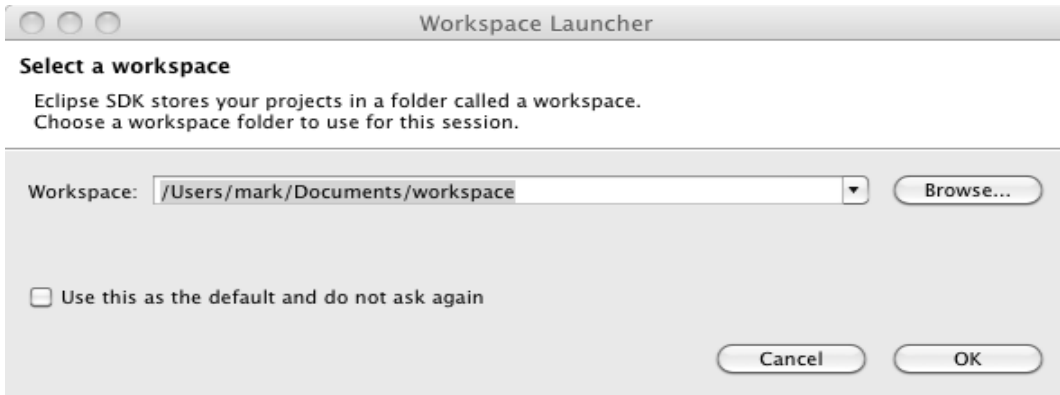 Workspace Launcher
Select a workspace
Eclipse SDK stores your projects in a folder called a workspace.
Choose a workspace folder to use for this session.
Workspace: /Users/mark/Documents/workspace Browse...
Use this as the default and do not ask again
Cancel OK